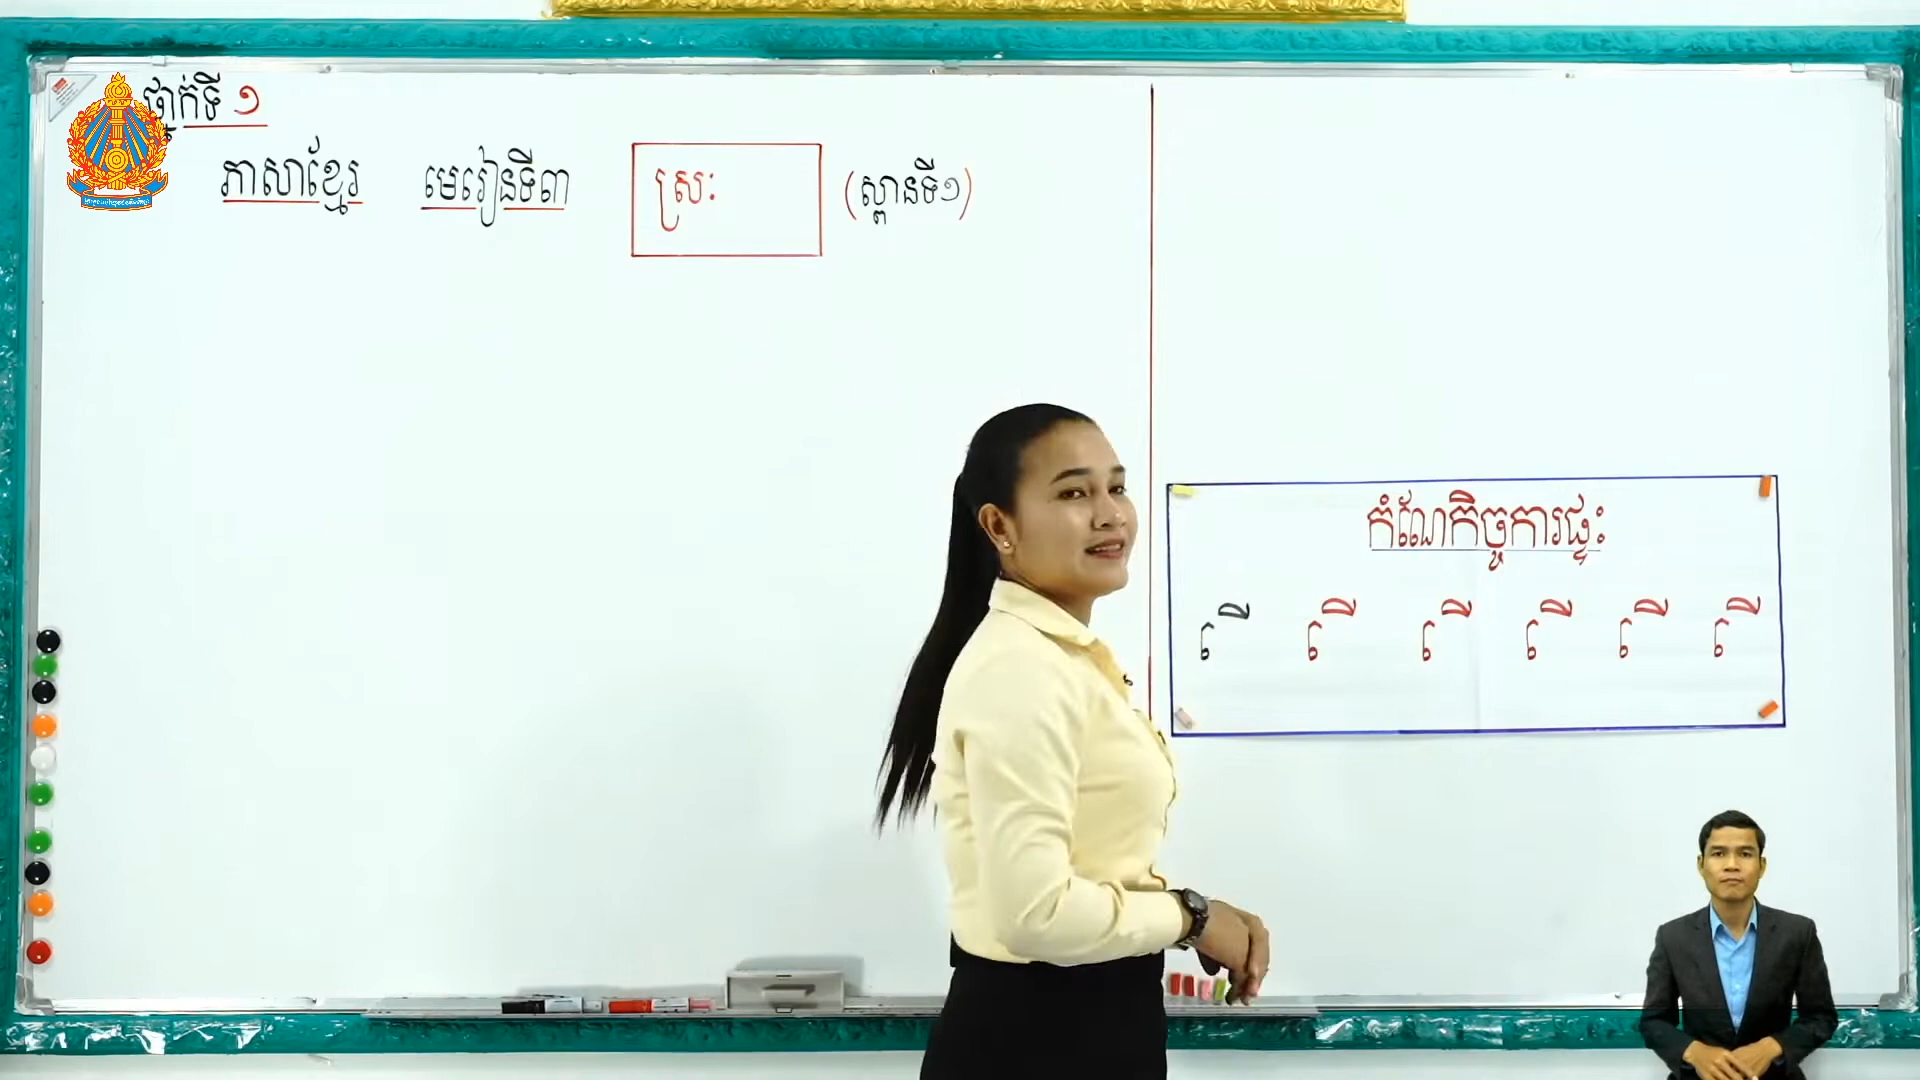 ថ្នាក់ទី ១
ភាសាខ្មែរ មេរៀនទី៣ ស្រៈ (ស្ពានទី១)
កំណែកិច្ចការផ្ទះ
ើ ើ ើ ើ ើ ើ